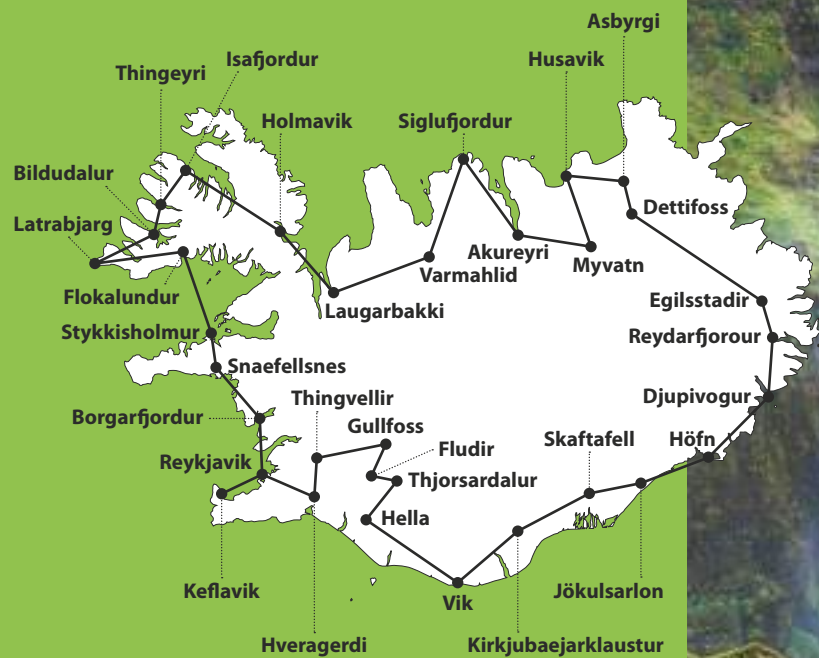 Asbyrgi
Isafjordur
Husavik
Thingeyri
Holmavik
Siglufjordur
Bildudalur
Dettifoss
Latrabjarg
Akureyri
Myvatn
Varmahlid
Flokalundur
Egilsstadir
Laugarbakki
Stykkisholmur
Reydarfjorour
Snaefellsnes
Thingvellir
Djupivogur
Borgarfjordur
Gullfoss
Skaftafell
Höfn
Fludir
Reykjavik
Thjorsardalur
Hella
Keflavik
Vik
Jökulsarlon
Hveragerdi
Kirkjubaejarklaustur